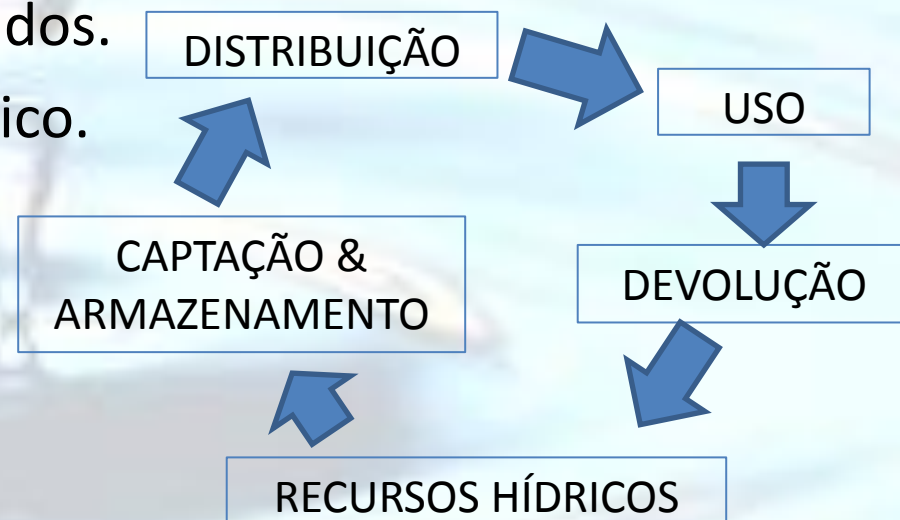 dos.
DISTRIBUIÇÃO
ico.
USO
CAPTAÇÃO &
ARMAZENAMENTO
DEVOLUÇÃO
RECURSOS HÍDRICOS